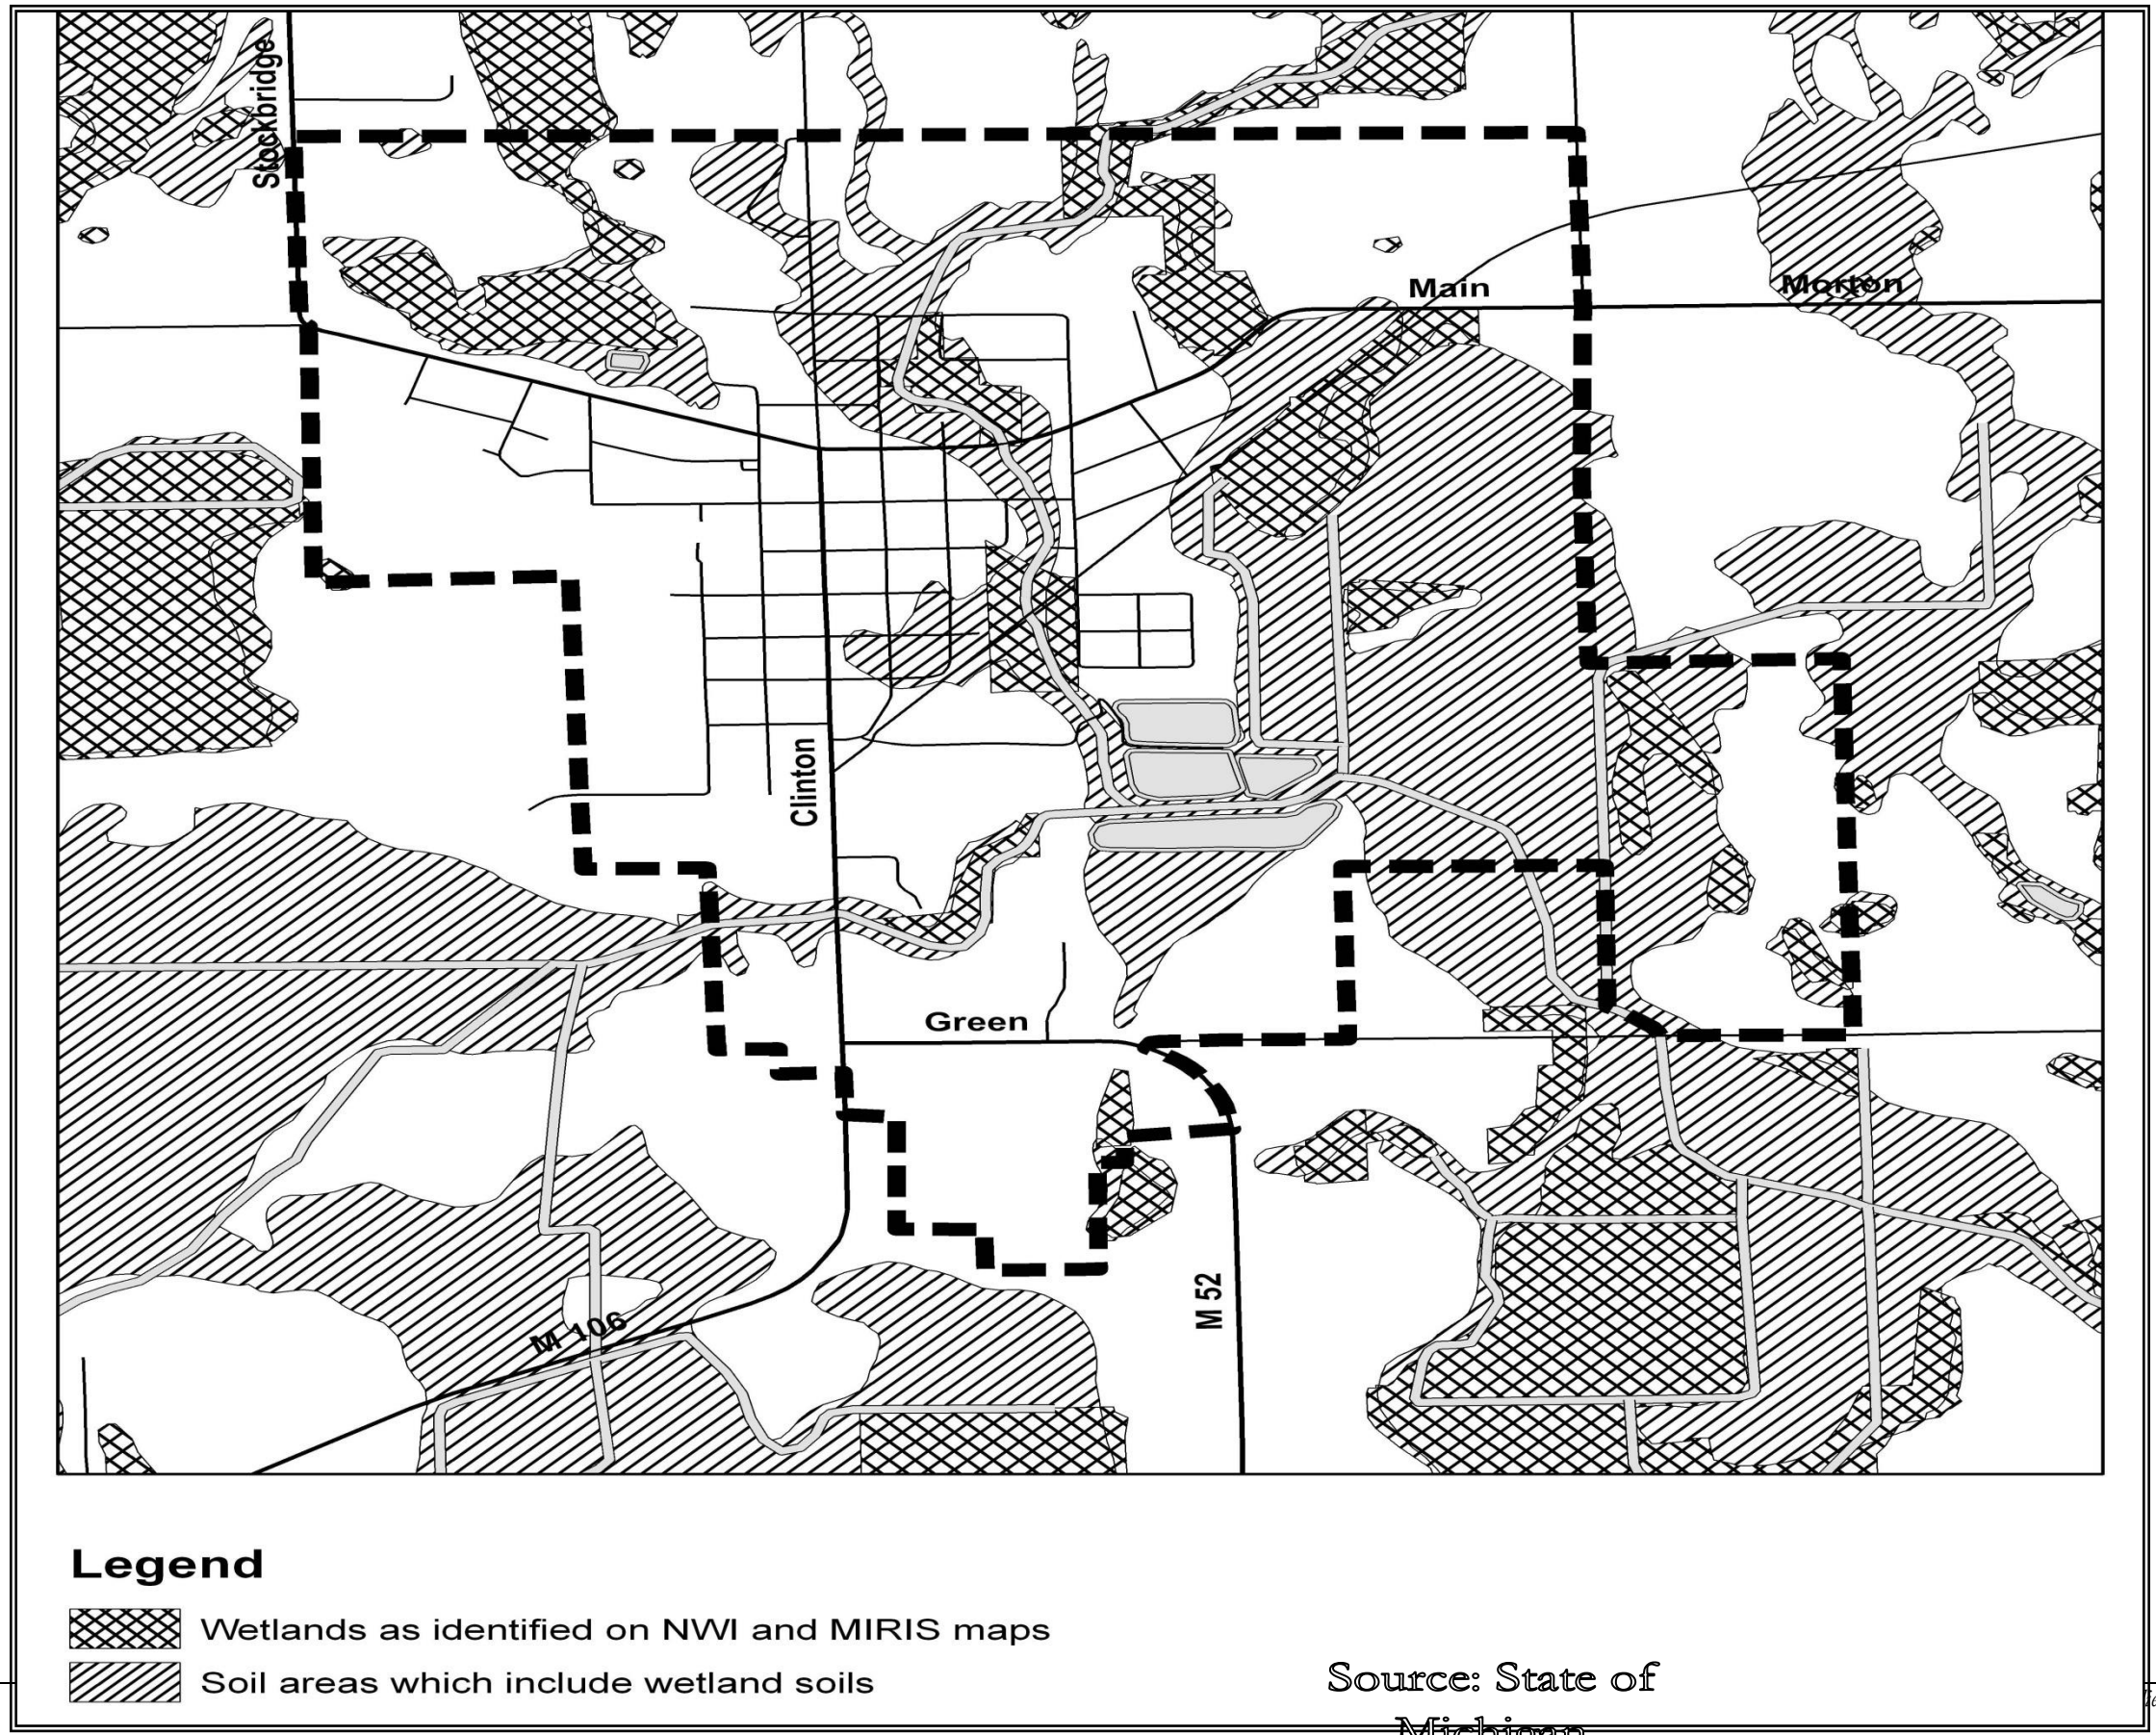 Stockbridge
Main
Morton
Clinton
Green
M 52
M 106
Legend
Wetlands as identified on NWI and MIRIS maps
Soil areas which include wetland soils
Source: State of
Michigan